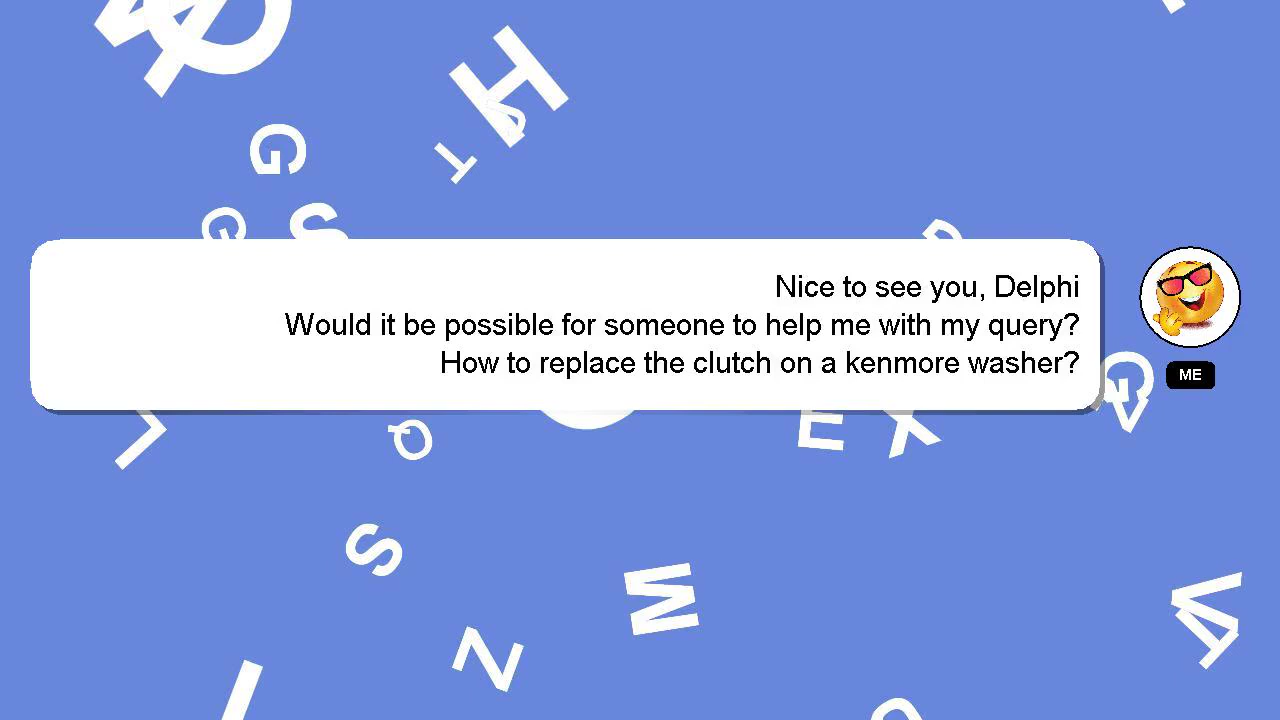 Nice to see you, Delphi
Would it be possible for someone to help me with my query?
How to replace the clutch on a kenmore washer?
ME
H
T
G
G
S
D
G
V
L
Q
E
X
S
M
Z
V
T